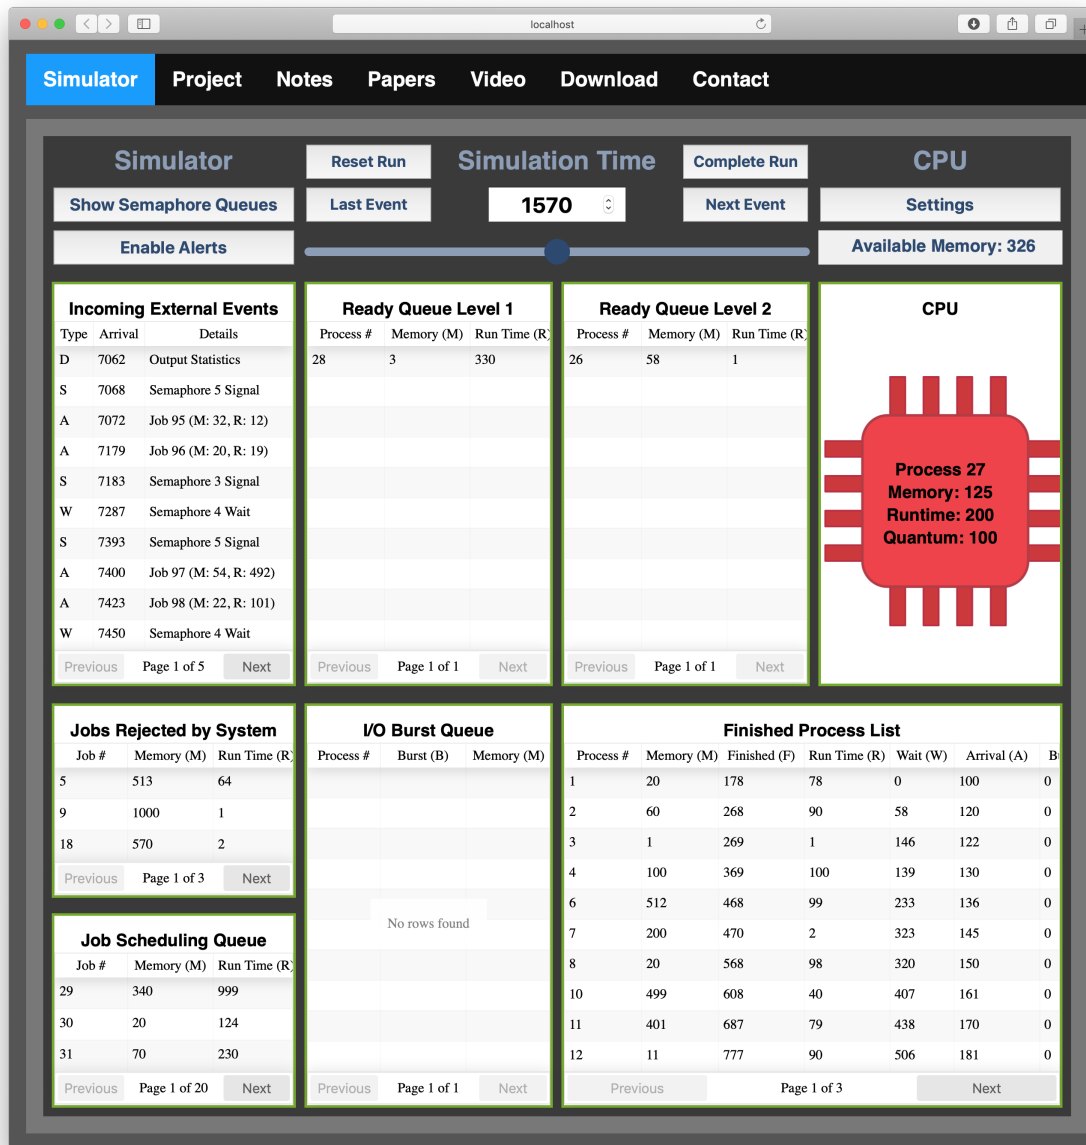 localhost
Simulator Project Notes Papers Video Download Contact
Simulator Reset Run Simulation Time Complete Run CPU
Show Semaphore Queues Last Event 1570 Next Event Settings
Enable Alerts Available Memory: 326
Incoming External Events
Type Arrival Details
D 7062 Output Statistics
S 7068 Semaphore 5 Signal
A 7072 Job 95 (M: 32, R: 12)
A 7179 Job 96 (M: 20, R: 19)
S 7183 Semaphore 3 Signal
W 7287 Semaphore 4 Wait
S 7393 Semaphore 5 Signal
A 7400 Job 97 (M: 54, R: 492)
A 7423 Job 98 (M: 22, R: 101)
W 7450 Semaphore 4 Wait
Previous Page 1 of 5 Next
Ready Queue Level 1
Process # Memory (M) Run Time (R)
28 3 330
Previous Page 1 of 1 Next
Ready Queue Level 2
Process # Memory (M) Run Time (R)
26 58 1
Previous Page 1 of 1 Next
CPU
Process 27
Memory: 125
Runtime: 200
Quantum: 100
Jobs Rejected by System
Job # Memory (M) Run Time (R)
5 513 64
9 1000 1
18 570 2
Previous Page 1 of 3 Next
Job Scheduling Queue
Job # Memory (M) Run Time (R)
29 340 999
30 20 124
31 70 230
Previous Page 1 of 20 Next
I/O Burst Queue
Process # Burst (B) Memory (M)
No rows found
Previous Page 1 of 1 Next
Finished Process List
Process # Memory (M) Finished (F) Run Time (R) Wait (W) Arrival (A)
1 20 178 78 0 100 0
2 60 268 90 58 120 0
3 1 269 1 146 122 0
4 100 369 100 139 130 0
6 512 468 99 233 136 0
7 200 470 2 323 145 0
8 20 568 98 320 150 0
10 499 608 40 407 161 0
11 401 687 79 438 170 0
12 11 777 90 506 181 0
Previous Page 1 of 3 Next